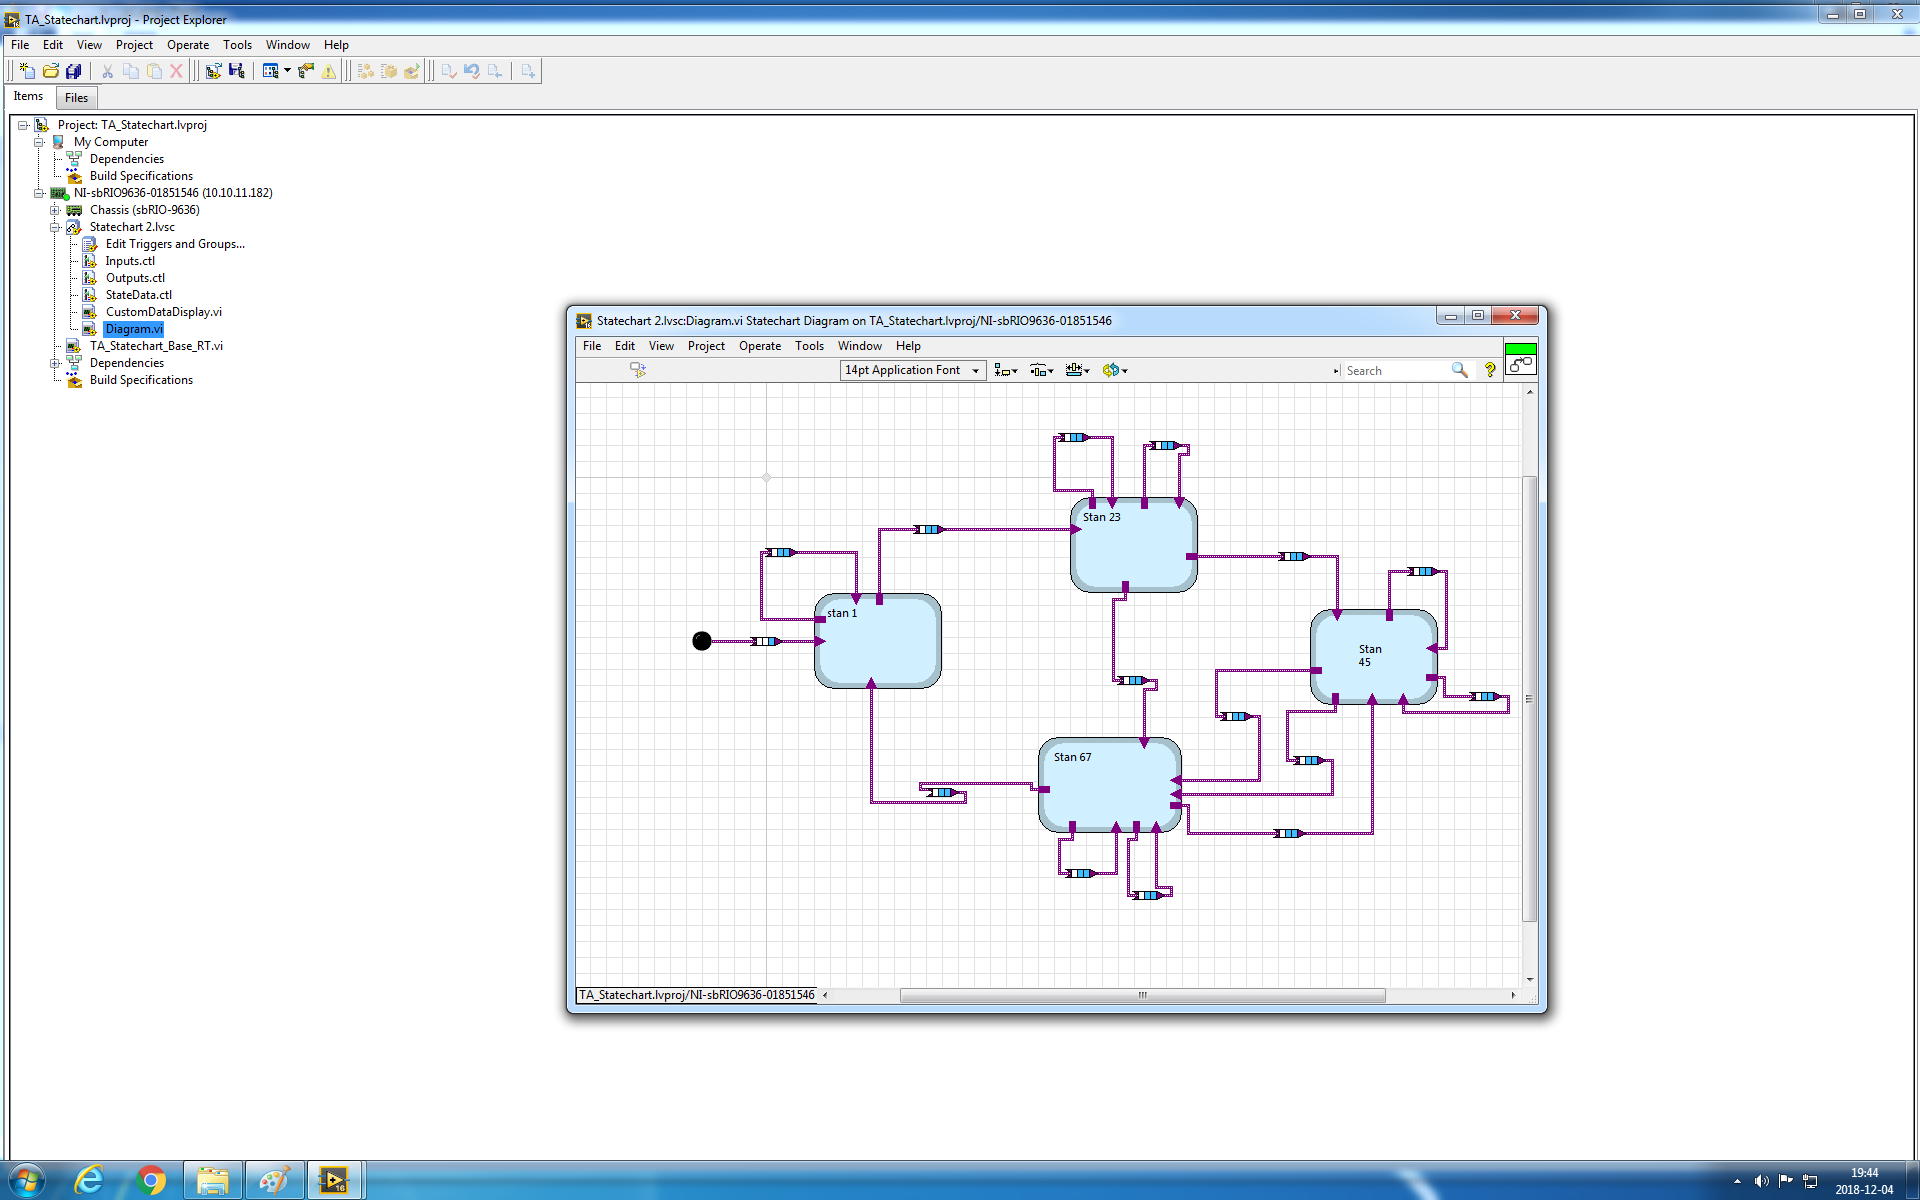 TA_Statechart.lvproj - Project Explorer
File Edit View Project Operate Tools Window Help
Items Files
Project: TA_Statechart.lvproj
My Computer
Dependencies
Build Specifications
NI-sbRIO9636-01851546 (10.10.11.182)
Chassis (sbRIO-9636)
Statechart 2.lvsc
Edit Triggers and Groups...
Inputs.ctl
Outputs.ctl
StateData.ctl
CustomDataDisplay.vi
Diagram.vi
TA_Statechart_Base_RT.vi
Dependencies
Build Specifications
Statechart 2.lvsc:Diagram.vi Statechart Diagram on TA_Statechart.lvproj/NI-sbRIO9636-01851546
File Edit View Project Operate Tools Window Help
14pt Application Font
Search
?
Stan 23
stan 1
Stan
45
Stan 67
TA_Statechart.lvproj/NI-sbRIO9636-01851546
16
19:44
2018-12-04